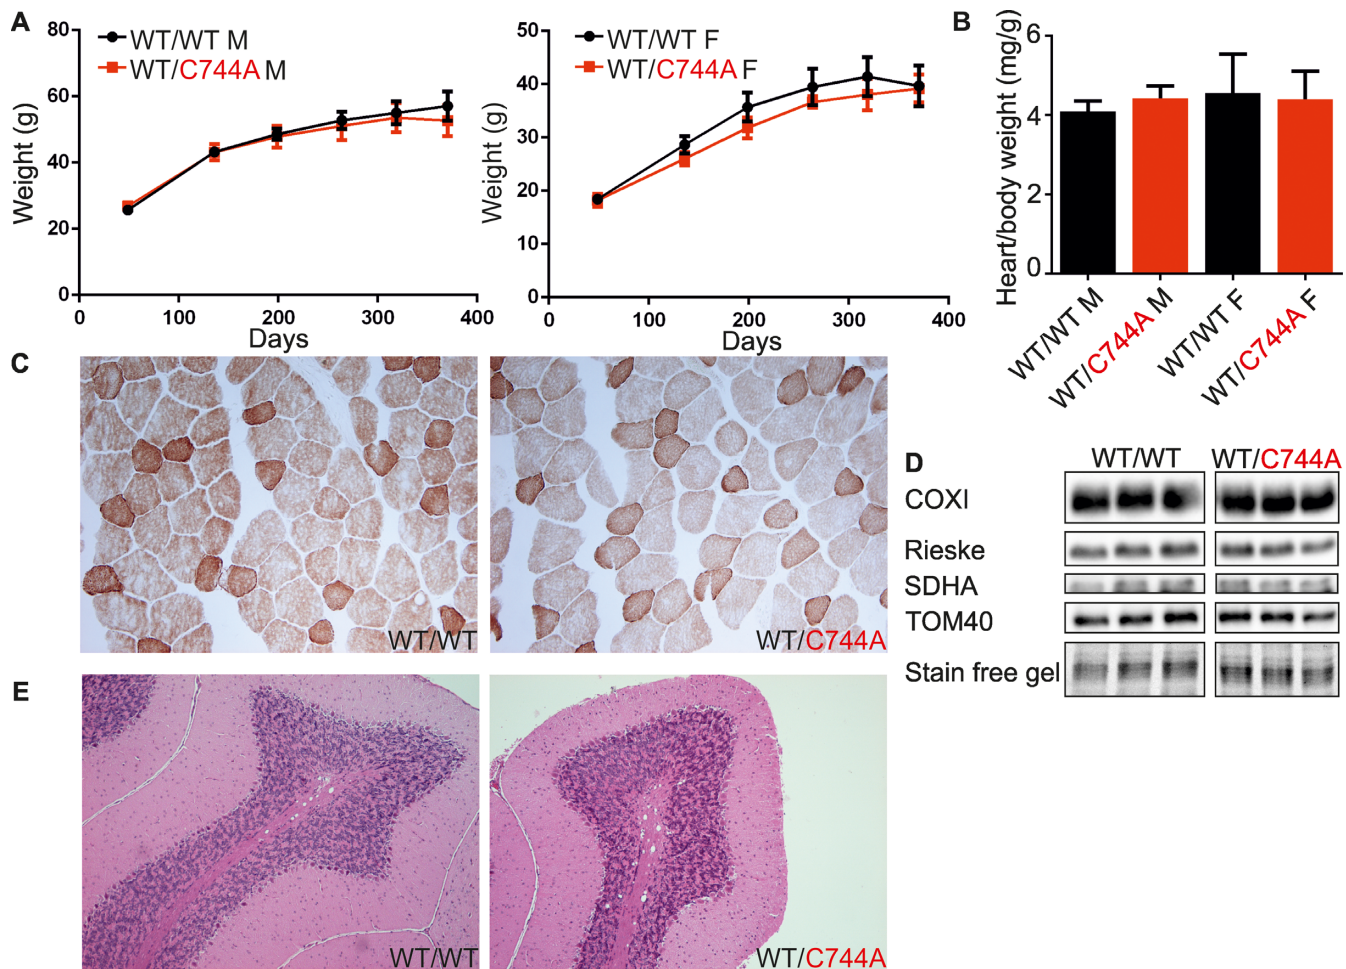 A
WT/WT M
WT/C744A M
Weight (g)
80
60
40
20
0
0 100 200 300 400
Days
WT/WT F
WT/C744A F
Weight (g)
50
40
30
20
10
0
0 100 200 300 400
Days
B
Heart/body weight (mg/g)
6
4
2
0
WT/WT M
WT/C744A M
WT/WT F
WT/C744A F
C
WT/WT
WT/C744A
D
WT/WT WT/C744A
COXI
Rieske
SDHA
TOM40
Stain free gel
E
WT/WT
WT/C744A